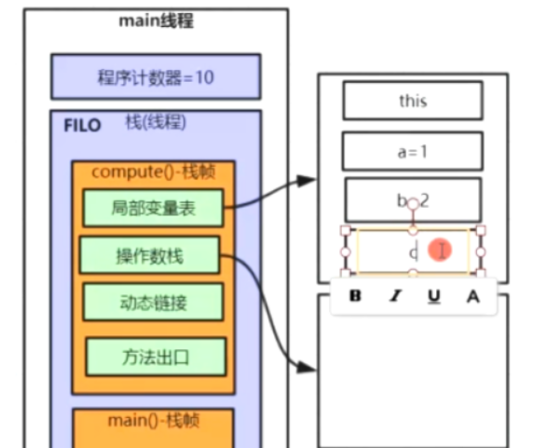 main线程
程序计数器=10
FILO 栈(线程)
compute()-栈帧
局部变量表
操作数栈
动态链接
方法出口
main()-栈帧
this
a=1
b=2
c
B I U A